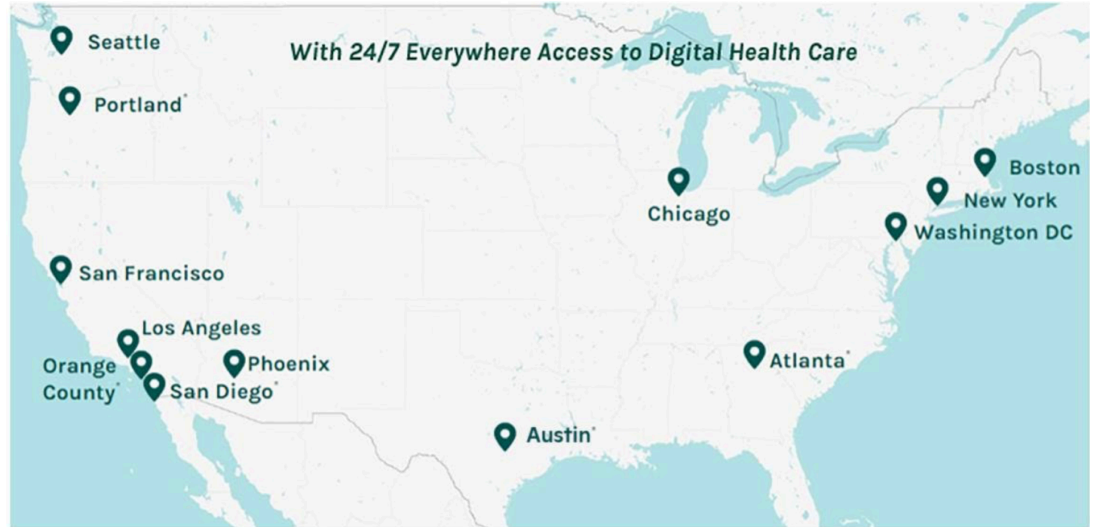 With 24/7 Everywhere Access to Digital Health Care
Seattle
Portland*
Boston
New York
Chicago
Washington DC
San Francisco
Los Angeles
Orange
County*
Phoenix
San Diego*
Atlanta*
Austin*